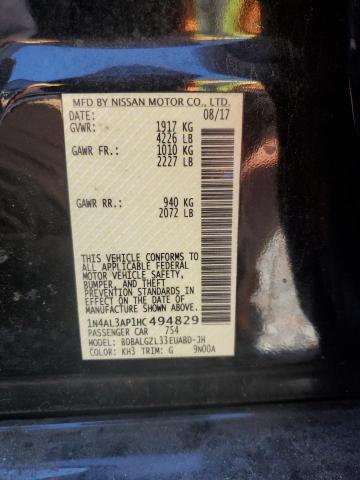 MFD BY NISSAN MOTOR CO., LTD.
DATE: 08/17
GVWR: 1917 KG
4226 LB
GAWR FR.: 1010 KG
2227 LB
GAWR RR.: 940 KG
2072 LB
THIS VEHICLE CONFORMS TO
ALL APPLICABLE FEDERAL
MOTOR VEHICLE SAFETY,
BUMPER, AND THEFT
PREVENTION STANDARDS IN
EFFECT ON THE DATE OF
MANUFACTURE SHOWN ABOVE.
1N4AL3AP1HC494829
PASSENGER CAR 754
MODEL: BDBALGZL33EUABD-JH
COLOR: KH3 TRIM: G 9N00A